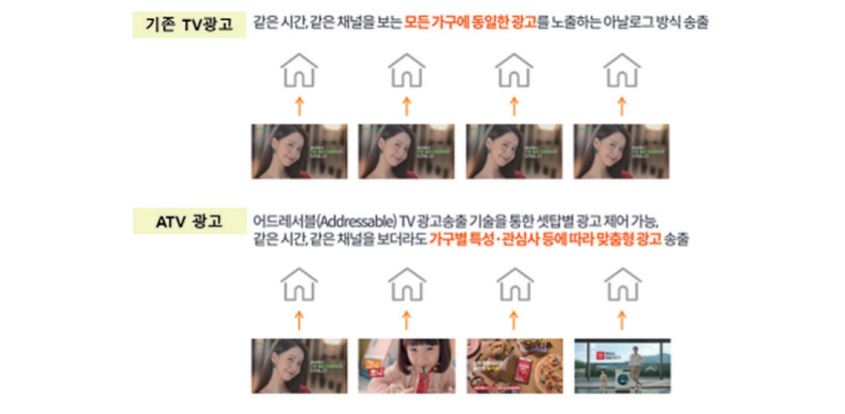 기존 TV광고
같은 시간, 같은 채널을 보는 모든 가구에 동일한 광고를 노출하는 아날로그 방식 송출
ATV 광고
어드레서블(Addressable) TV 광고송출 기술을 통한 셋탑별 광고 제어 가능,
같은 시간, 같은 채널을 보더라도 가구별 특성·관심사 등에 따라 맞춤형 광고 송출